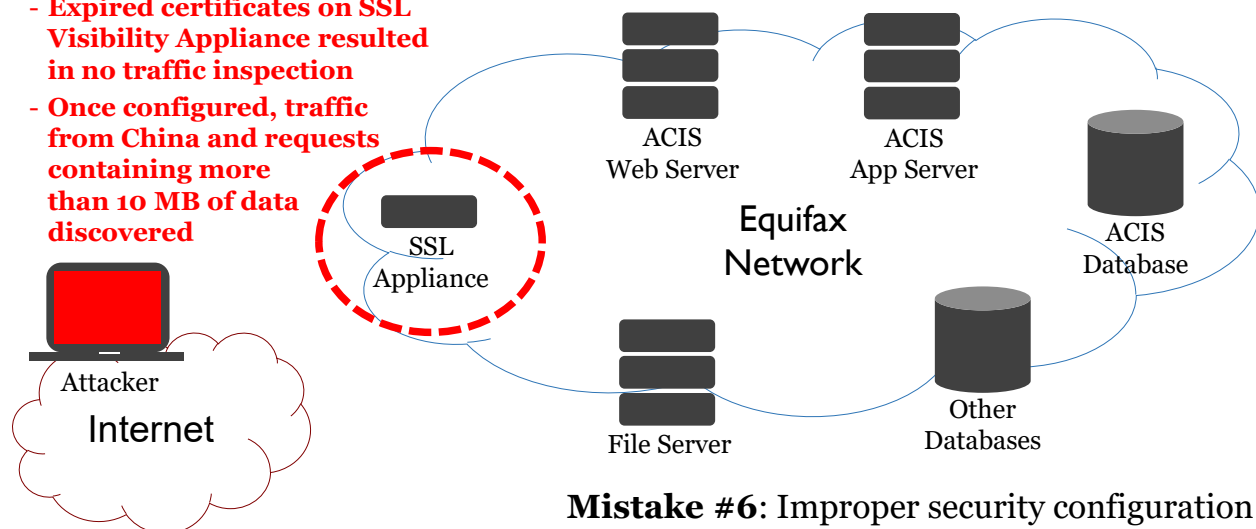 - Expired certificates on SSL
Visibility Appliance resulted
in no traffic inspection
- Once configured, traffic
from China and requests
containing more
than 10 MB of data
discovered
ACIS
Web Server
ACIS
App Server
Equifax
Network
ACIS
Database
SSL
Appliance
Attacker
Internet
File Server
Other
Databases
Mistake #6: Improper security configuration